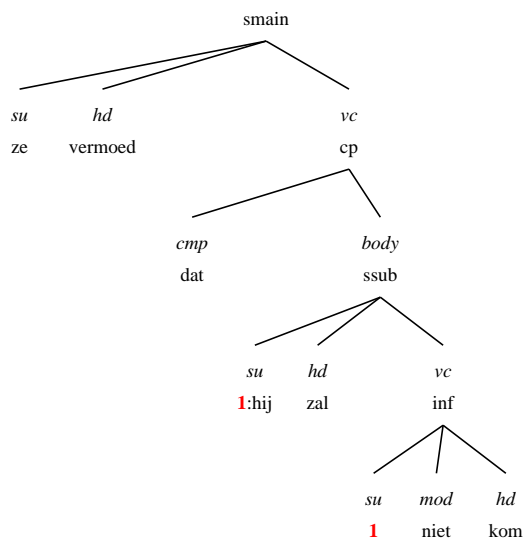 smain
su hd vc
ze vermoed cp
cmp body
dat ssub
su hd vc
1:hij zal inf
su mod hd
1 niet kom